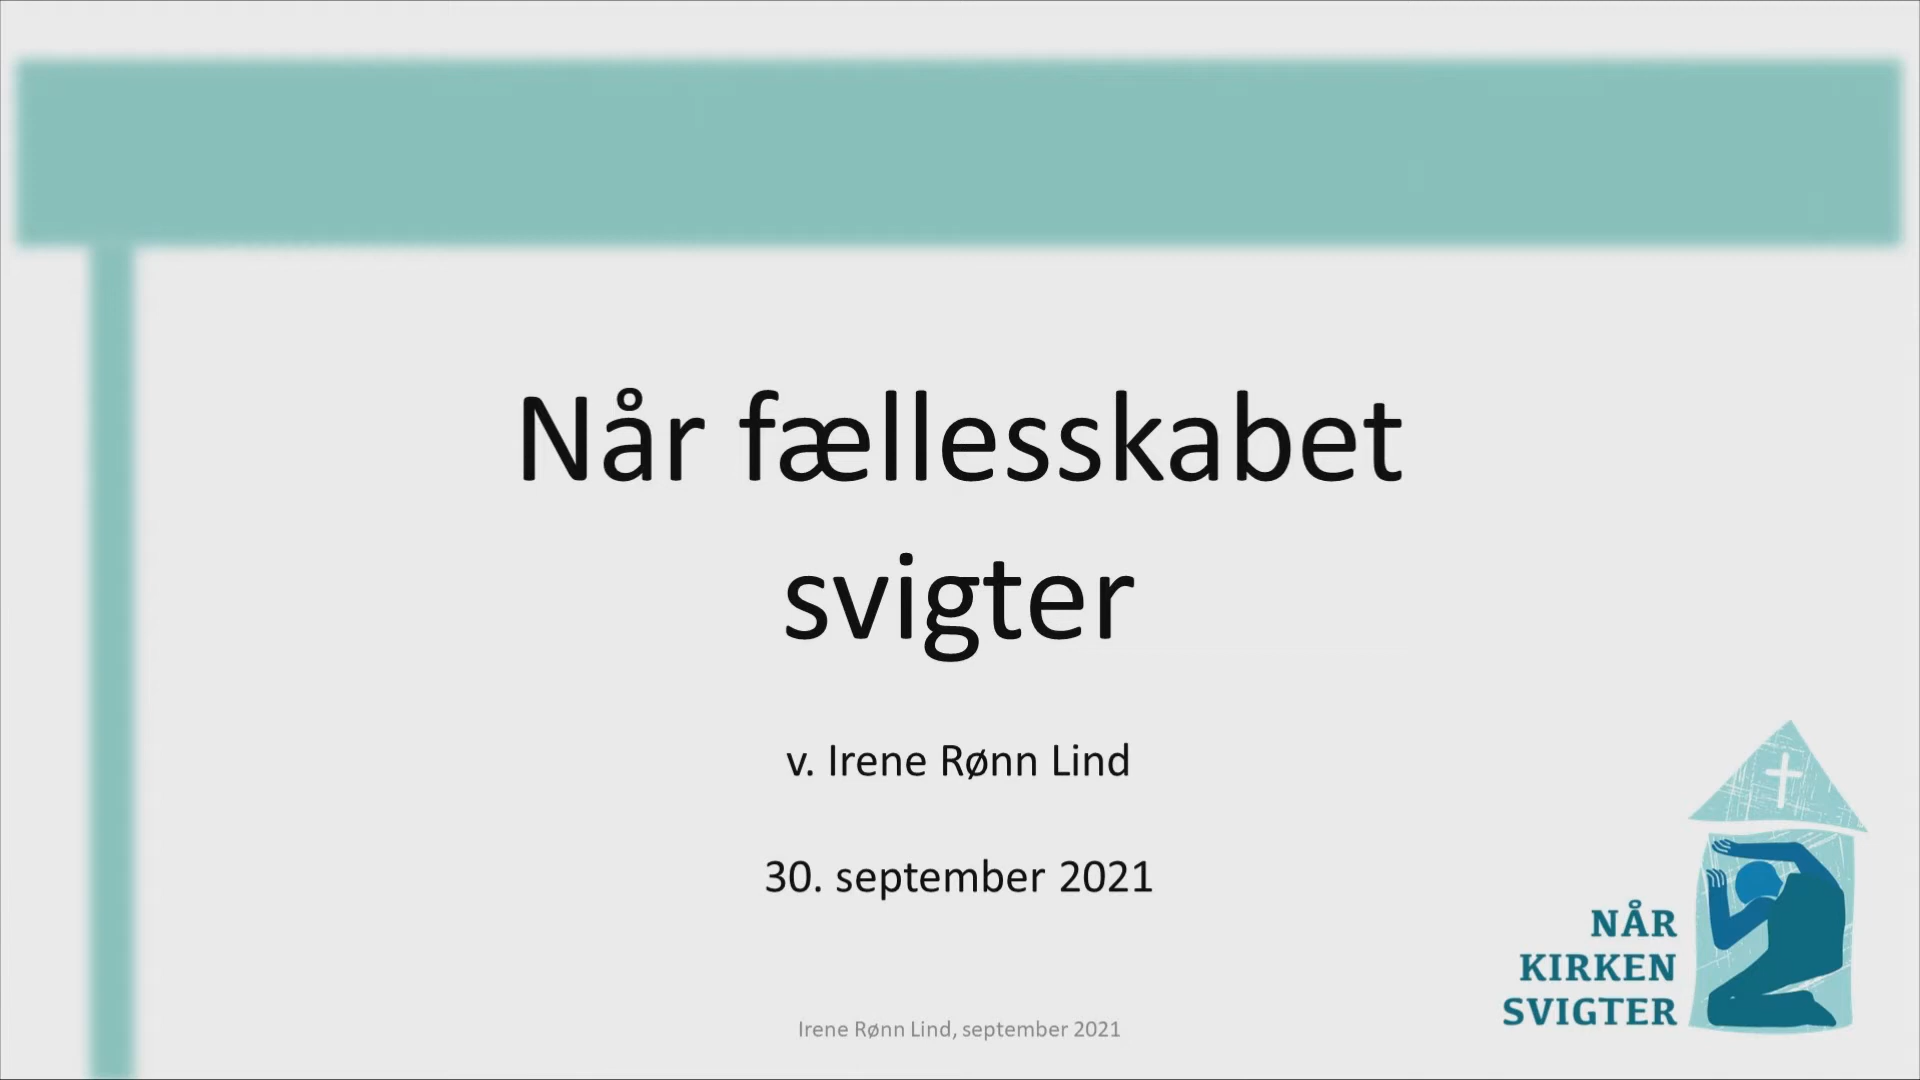 Når fællesskabet
svigter
v. Irene Rønn Lind
30. september 2021
NÅR
KIRKEN
SVIGTER
Irene Rønn Lind, september 2021